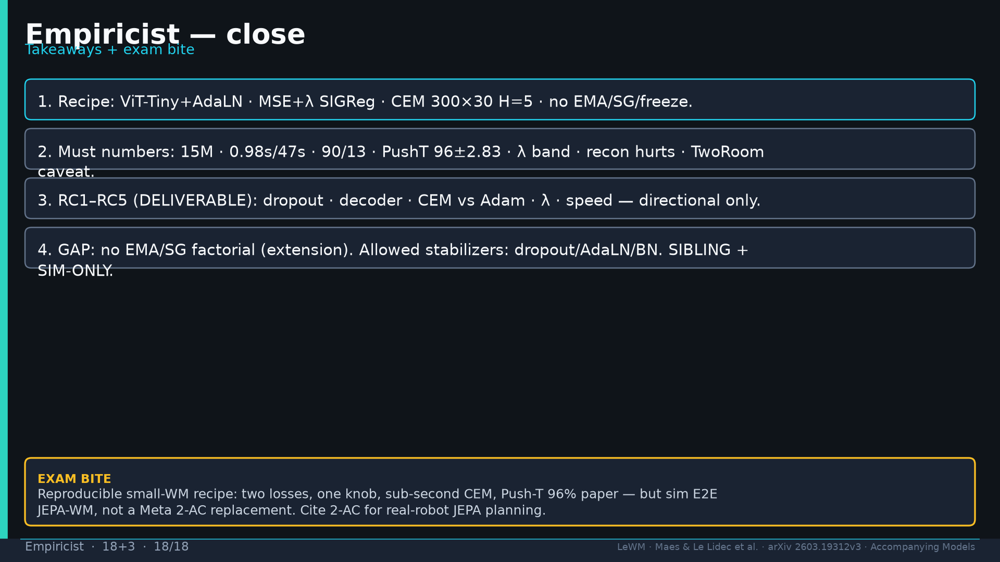 Empiricist — close
Takeaways + exam bite
1. Recipe: ViT-Tiny+AdaLN · MSE+λ SIGReg · CEM 300×30 H=5 · no EMA/SG/freeze.
2. Must numbers: 15M · 0.98s/47s · 90/13 · PushT 96±2.83 · λ band · recon hurts · TwoRoom
caveat.
3. RC1–RC5 (DELIVERABLE): dropout · decoder · CEM vs Adam · λ · speed — directional only.
4. GAP: no EMA/SG factorial (extension). Allowed stabilizers: dropout/AdaLN/BN. SIBLING +
SIM-ONLY.
EXAM BITE
Reproducible small-WM recipe: two losses, one knob, sub-second CEM, Push-T 96% paper — but sim E2E
JEPA-WM, not a Meta 2-AC replacement. Cite 2-AC for real-robot JEPA planning.
Empiricist · 18+3 · 18/18
LeWM · Maes & Le Lidec et al. · arXiv 2603.19312v3 · Accompanying Models